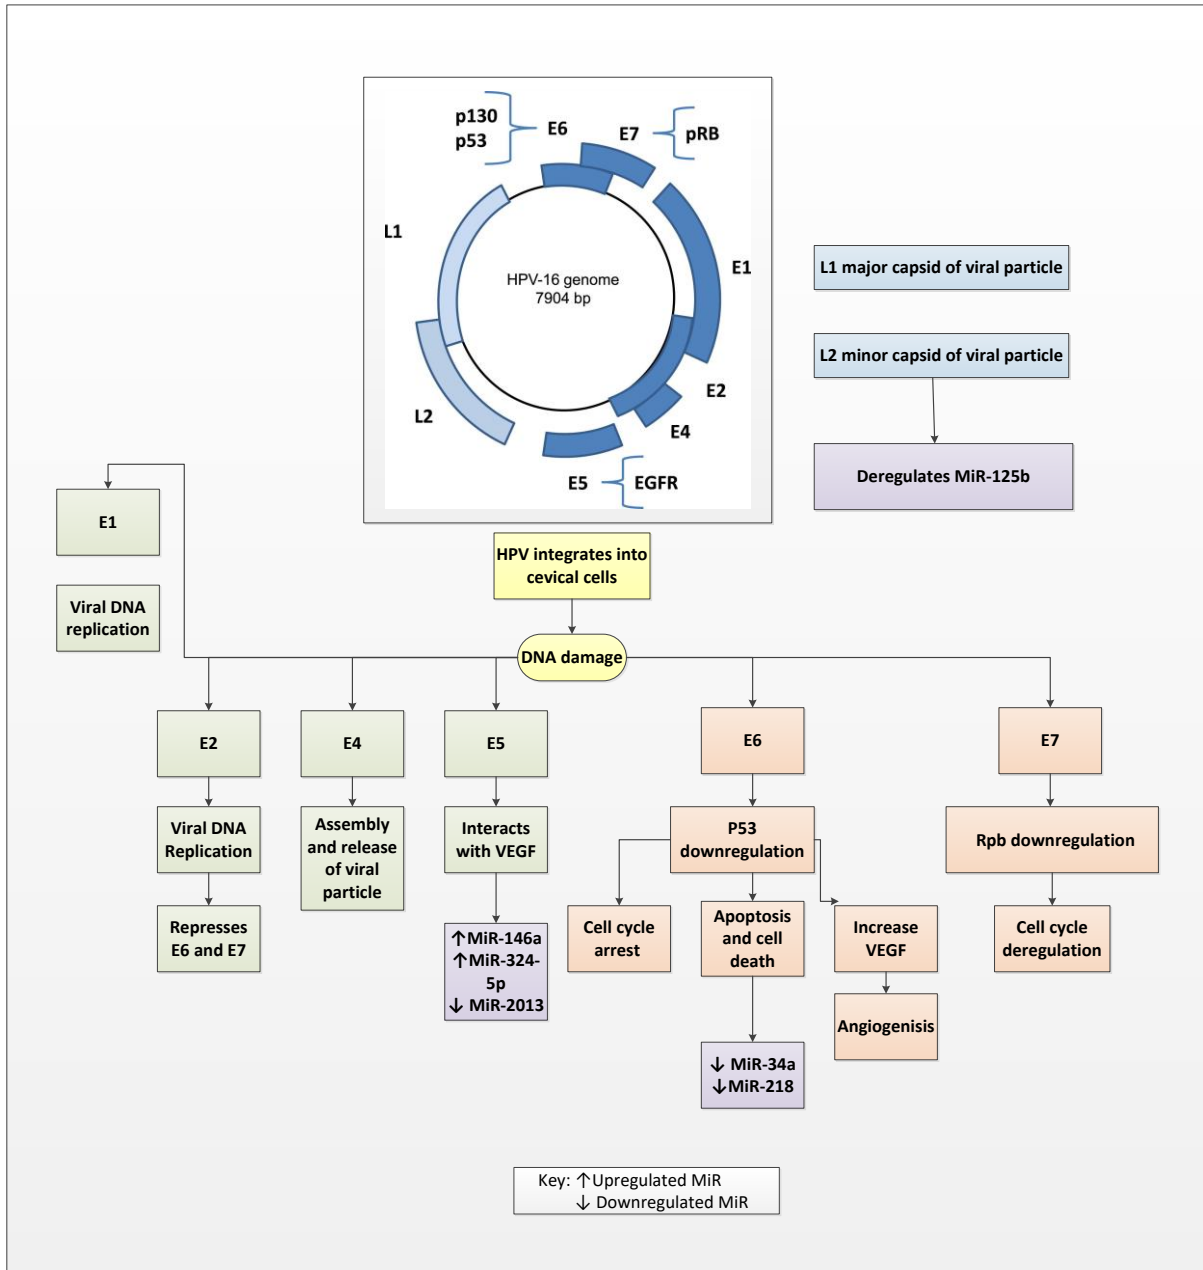 p130
p53
E6
E7
pRB
L1
HPV-16 genome
7904 bp
E1
E2
L2
E4
E5
EGFR
L1 major capsid of viral particle
L2 minor capsid of viral particle
Deregulates MiR-125b
HPV integrates into
cevical cells
DNA damage
E1
Viral DNA
replication
E2
Viral DNA
Replication
Represses
E6 and E7
E4
Assembly
and release
of viral
particle
E5
Interacts
with VEGF
↑MiR-146a
↑MiR-324-
5p
↓ MiR-2013
E6
P53
downregulation
Cell cycle
arrest
Apoptosis
and cell
death
↓ MiR-34a
↓MiR-218
Increase
VEGF
Angiogenisis
E7
Rpb downregulation
Cell cycle
deregulation
Key: ↑Upregulated MiR
↓ Downregulated MiR